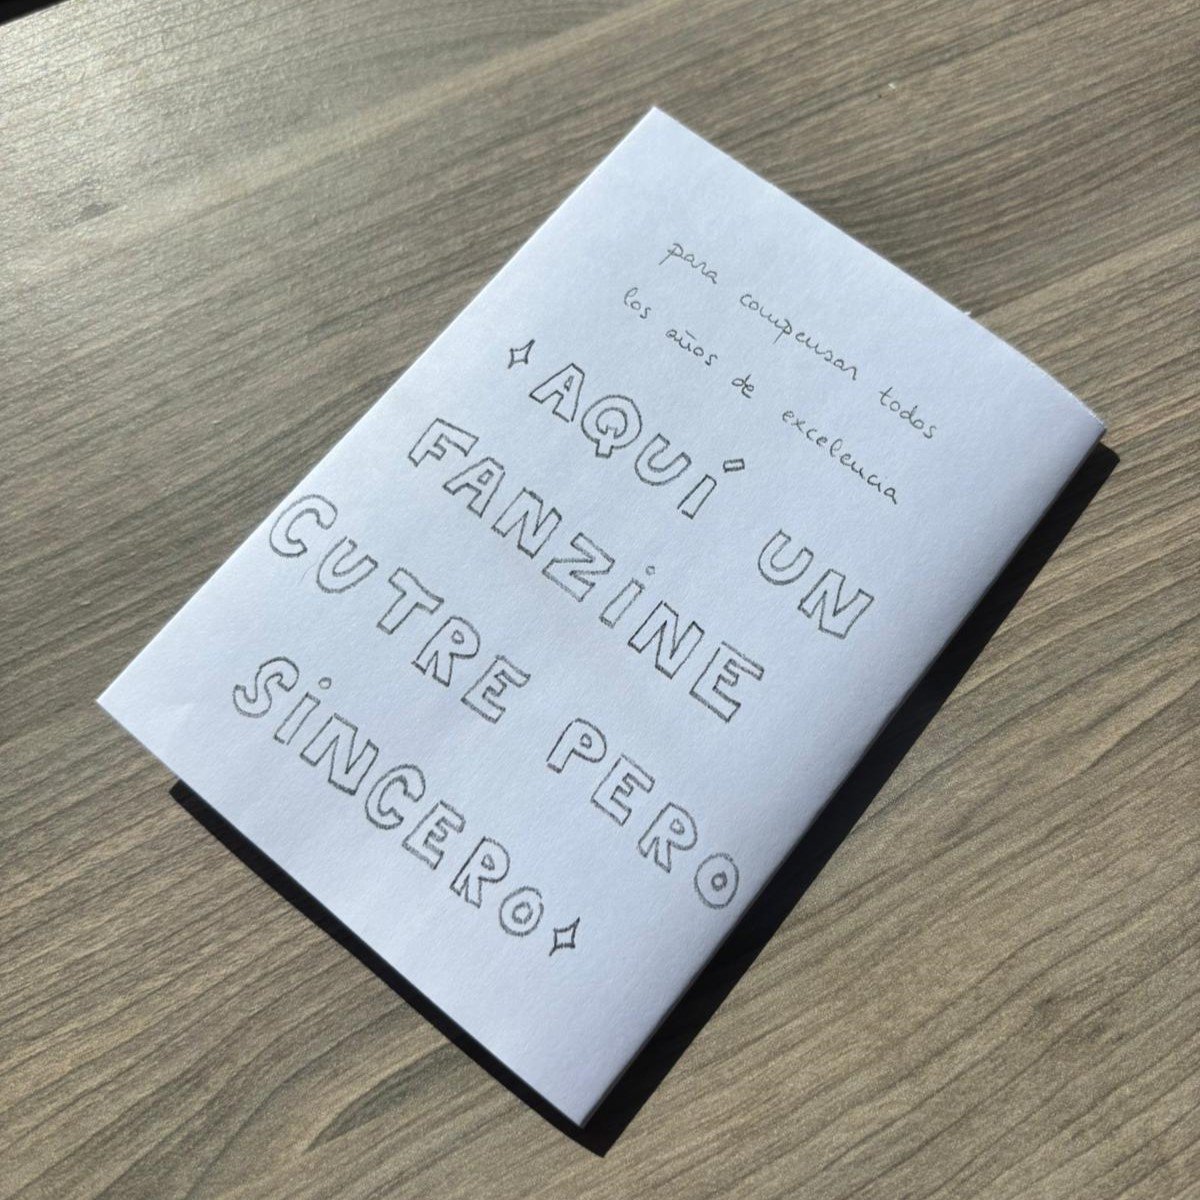 para compensar todos
los años de excelencia
AQUÍ UN
FANZINE
CUTRE PERO
SINCERO